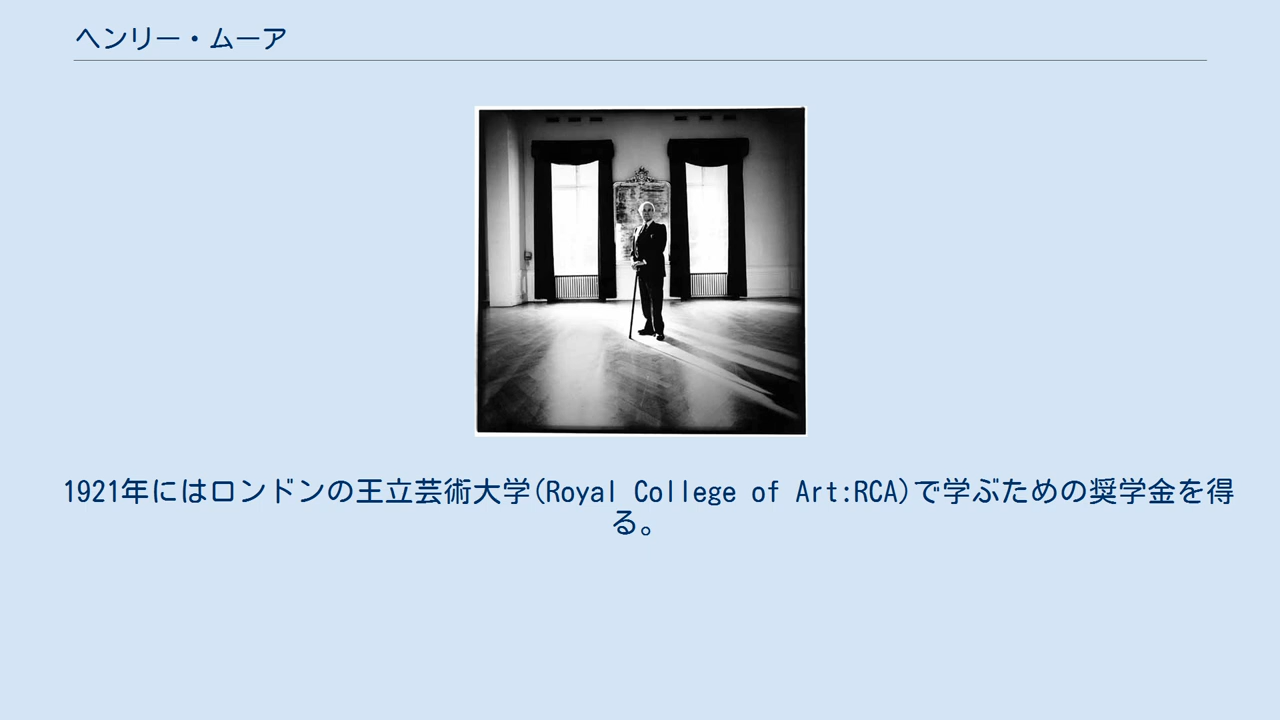 ヘンリー・ムーア
1921年にはロンドンの王立芸術大学(Royal College of Art:RCA)で学ぶための奨学金を得
る。